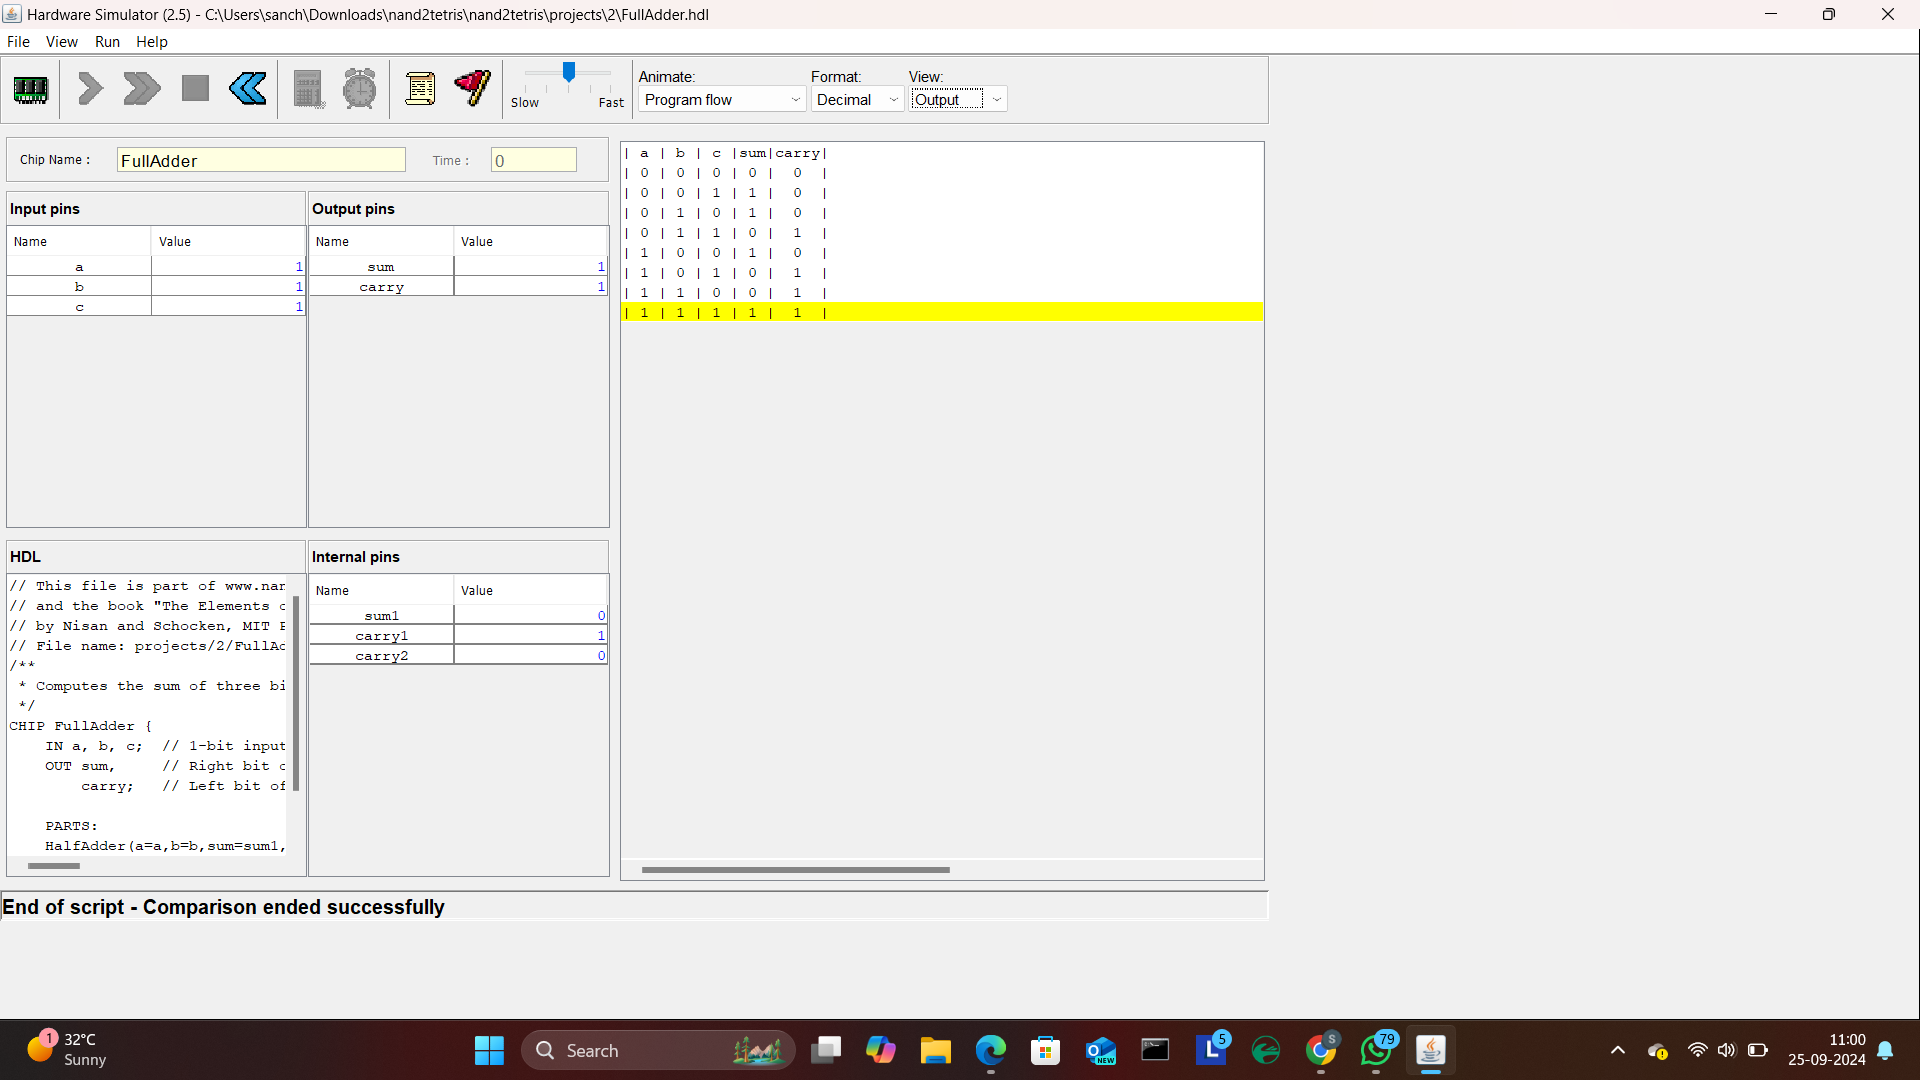 Hardware Simulator (2.5) - C:\Users\sanch\Downloads\nand2tetris\nand2tetris\projects\2\FullAdder.hdl
File View Run Help
Slow Fast
Animate: Format: View:
Program flow Decimal Output
Chip Name : FullAdder Time : 0
Input pins
Name Value
a 1
b 1
c 1
Output pins
Name Value
sum 1
carry 1
| a | b | c |sum|carry|
| 0 | 0 | 0 | 0 | 0 |
| 0 | 0 | 1 | 1 | 0 |
| 0 | 1 | 0 | 1 | 0 |
| 0 | 1 | 1 | 0 | 1 |
| 1 | 0 | 0 | 1 | 0 |
| 1 | 0 | 1 | 0 | 1 |
| 1 | 1 | 0 | 0 | 1 |
| 1 | 1 | 1 | 1 | 1 |
HDL
// This file is part of www.nan
// and the book "The Elements
// by Nisan and Schocken, MIT
// File name: projects/2/FullAd
/**
* Computes the sum of three bi
*/
CHIP FullAdder {
IN a, b, c; // 1-bit input
OUT sum, // Right bit
carry; // Left bit of
PARTS:
HalfAdder(a=a,b=b,sum=sum1,
Internal pins
Name Value
sum1 0
carry1 1
carry2 0
End of script - Comparison ended successfully
1
32°C
Sunny
Search
NEW
L 5
S
79
11:00
25-09-2024